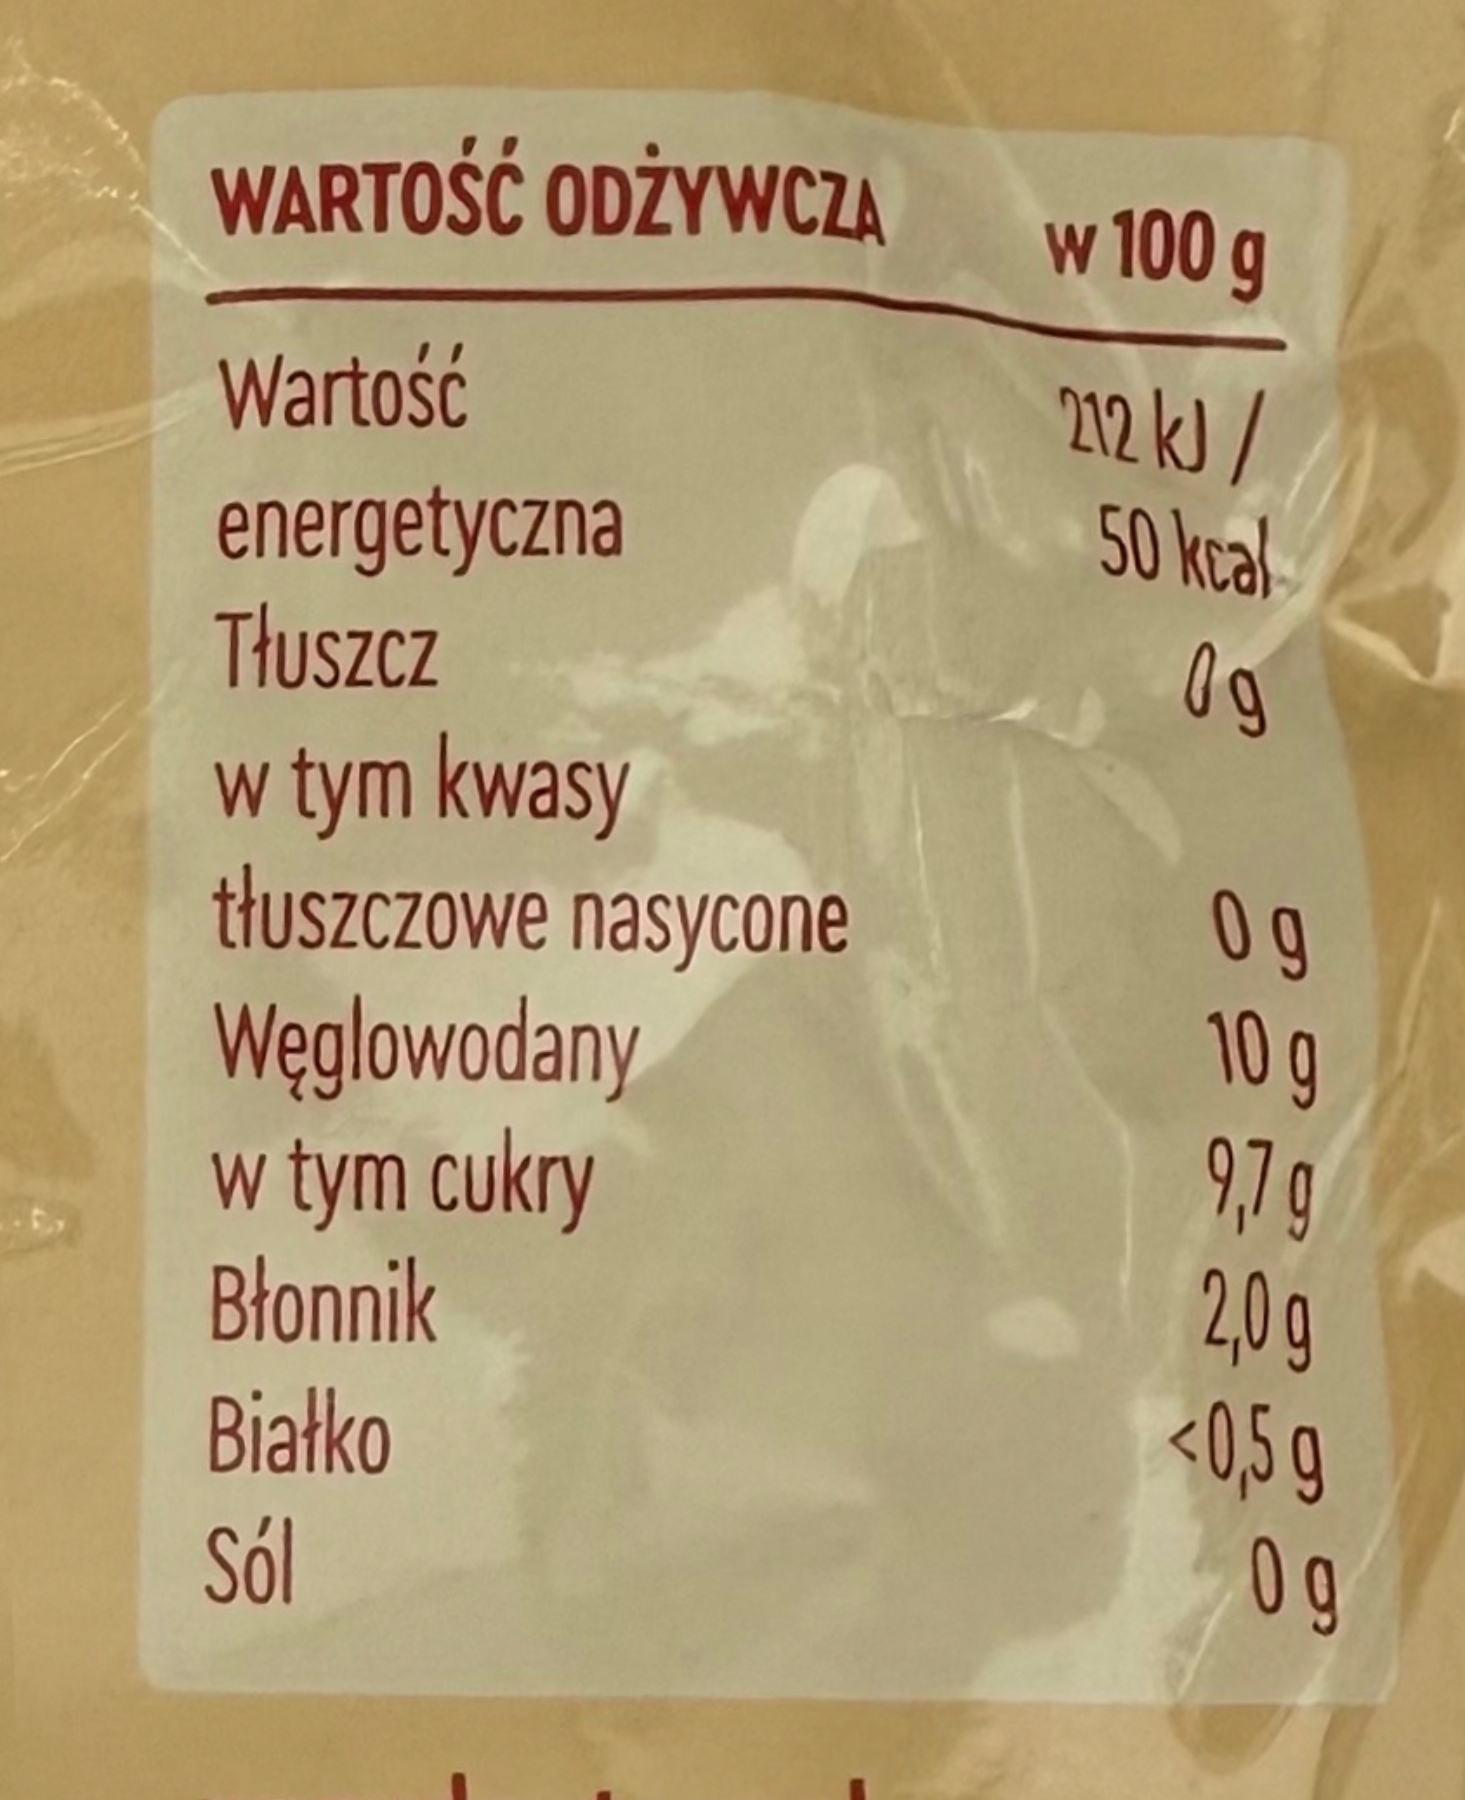 WARTOŚĆ ODŻYWCZA w 100 g
Wartość 212 kJ /
energetyczna 50 kcal
Tłuszcz 0 g
w tym kwasy
tłuszczowe nasycone 0 g
Węglowodany 10 g
w tym cukry 9,7 g
Błonnik 2,0 g
Białko <0,5 g
Sól 0 g